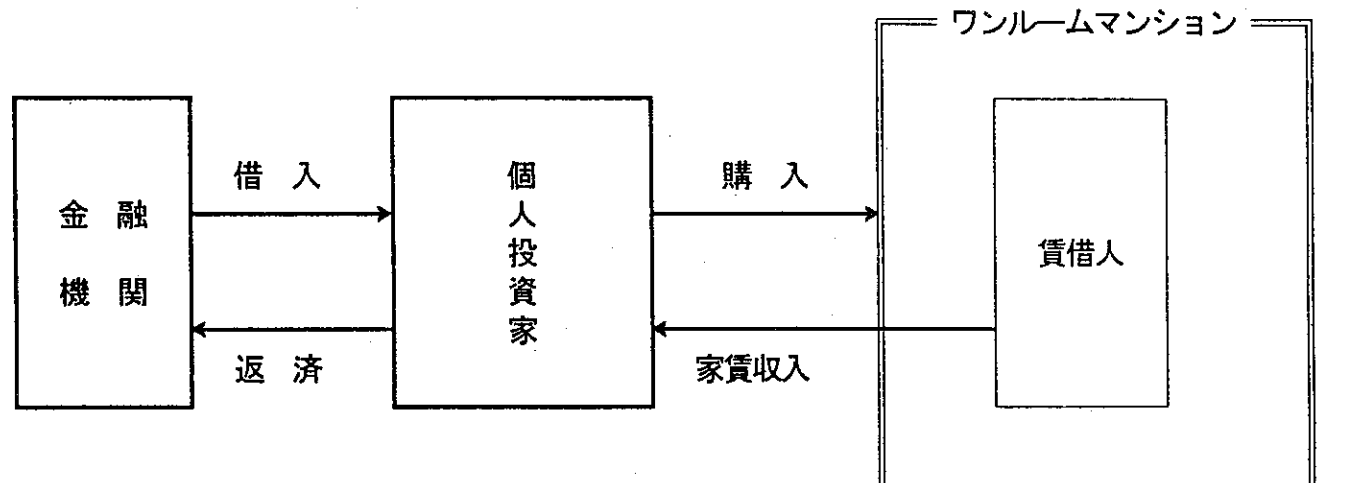 ワンルームマンション
金融
機関
借入
返済
個人投資家
購入
家賃収入
賃借人